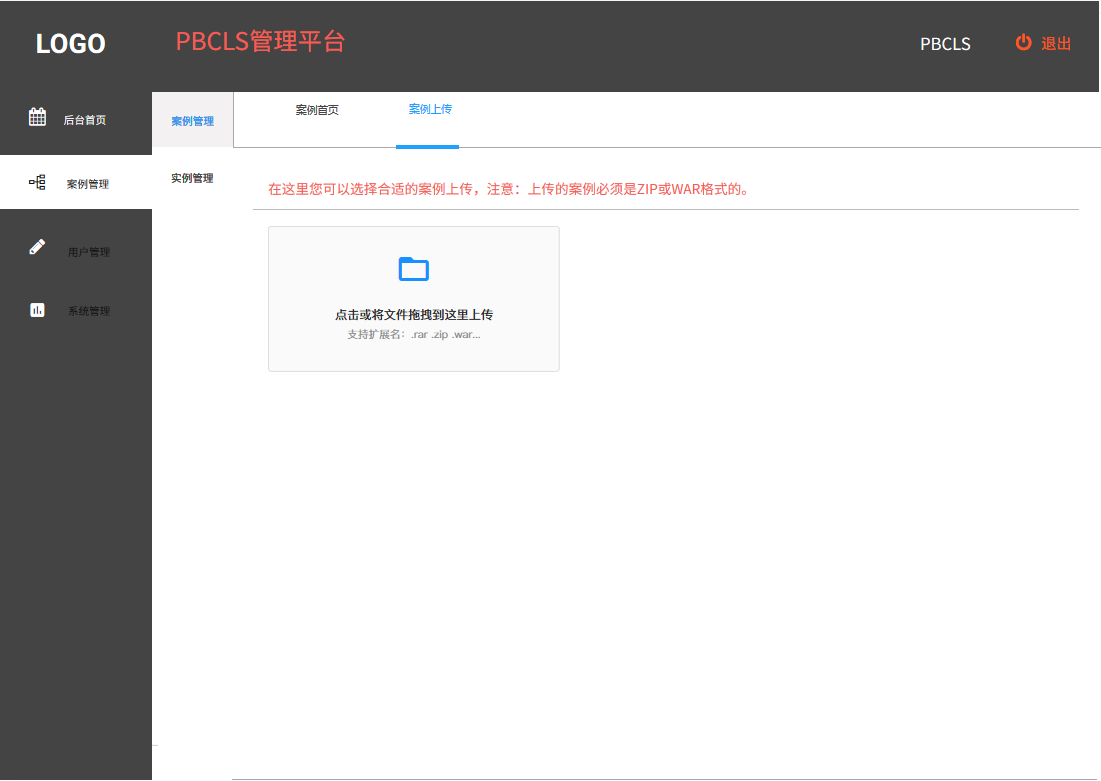 LOGO
PBCLS管理平台
PBCLS
退出
后台首页
案例管理
用户管理
系统管理
案例管理
实例管理
案例首页
案例上传
在这里您可以选择合适的案例上传，注意：上传的案例必须是ZIP或WAR格式的。
点击或将文件拖拽到这里上传
支持扩展名：.rar .zip .war...